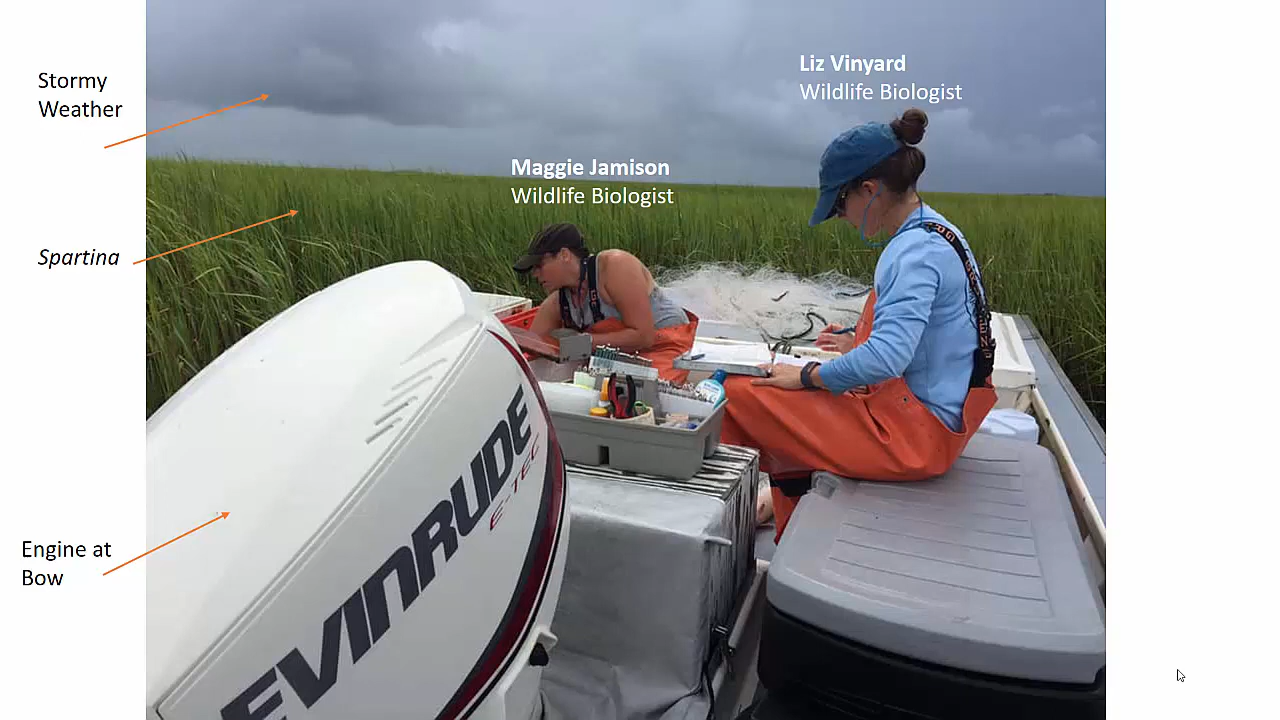 Stormy
Weather
Liz Vinyard
Wildlife Biologist
Maggie Jamison
Wildlife Biologist
Spartina
Engine at
Bow
EVINRUDE
E-TEC